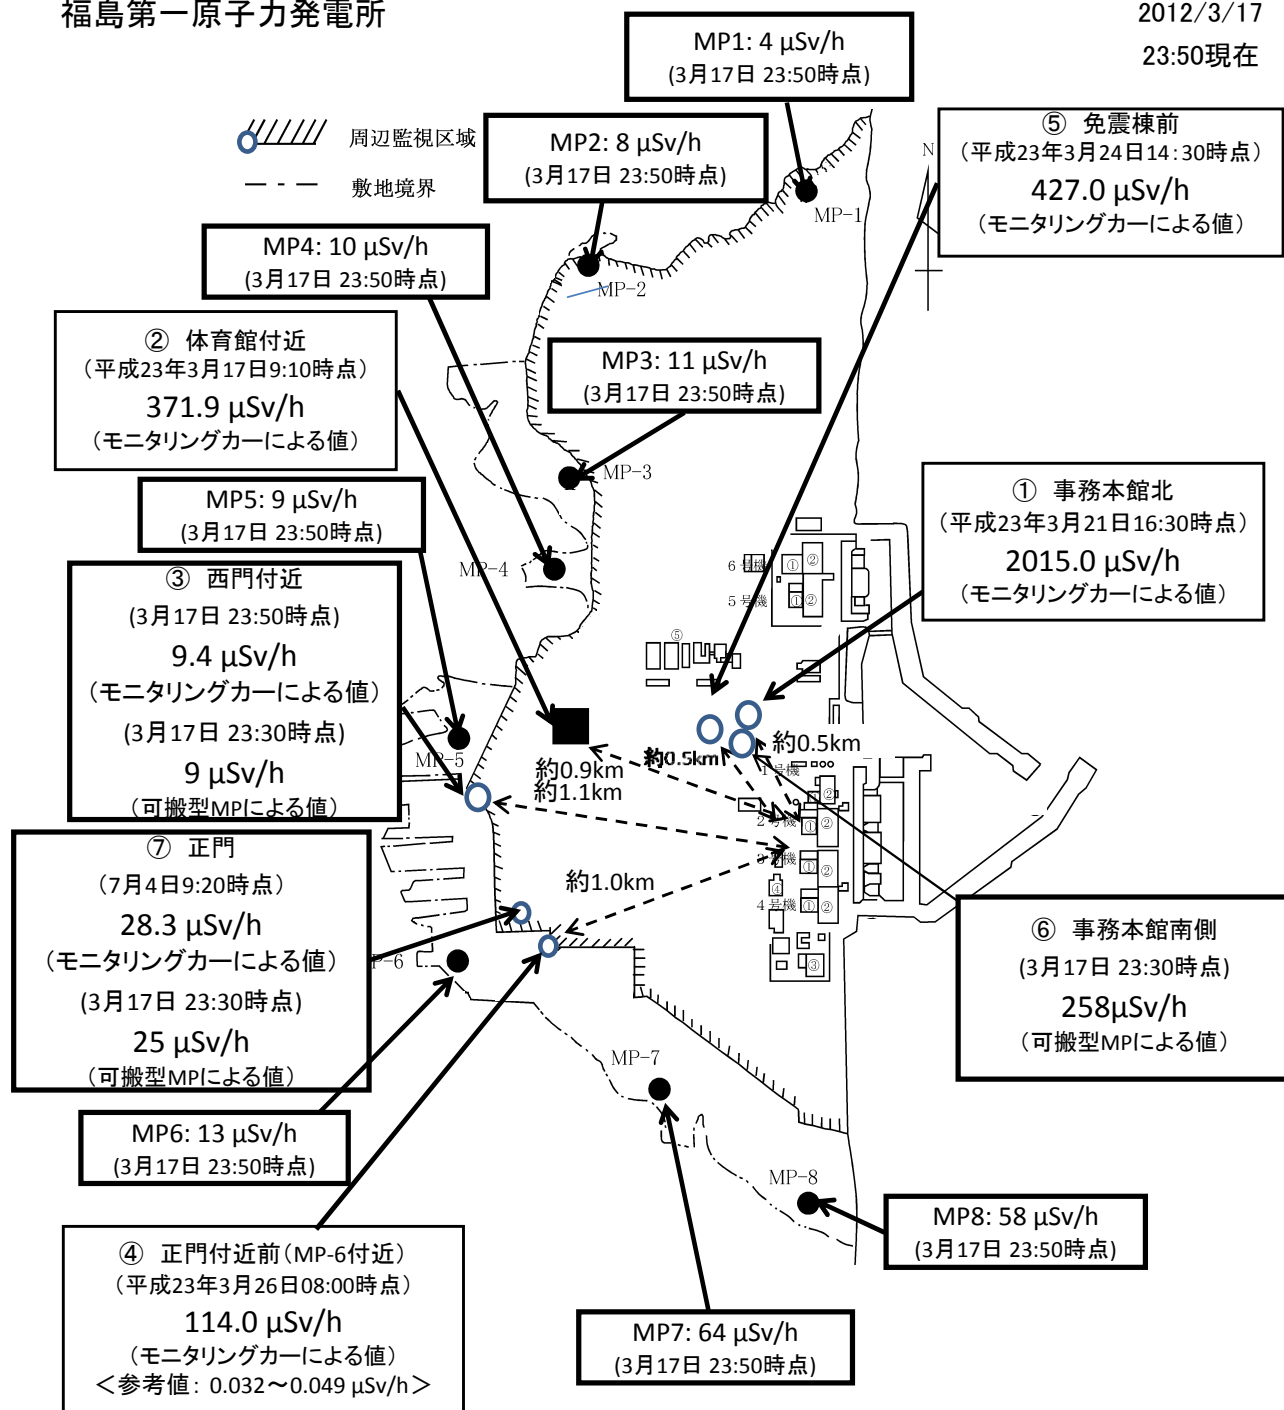 福島第一原子力発電所
2012/3/17
23:50現在
周辺監視区域
敷地境界
MP1: 4 μSv/h
(3月17日 23:50時点)
MP2: 8 μSv/h
(3月17日 23:50時点)
MP4: 10 μSv/h
(3月17日 23:50時点)
⑤ 免震棟前
（平成23年3月24日14:30時点）
427.0 μSv/h
（モニタリングカーによる値）
N
MP-1
MP-2
② 体育館付近
（平成23年3月17日9:10時点）
371.9 μSv/h
（モニタリングカーによる値）
MP3: 11 μSv/h
(3月17日 23:50時点)
MP-3
MP5: 9 μSv/h
(3月17日 23:50時点)
① 事務本館北
（平成23年3月21日16:30時点）
2015.0 μSv/h
（モニタリングカーによる値）
MP-4
③ 西門付近
(3月17日 23:50時点)
9.4 μSv/h
（モニタリングカーによる値）
(3月17日 23:30時点)
9 μSv/h
（可搬型MPによる値）
6号機
① ②
5号機
① ②
⑤
MP-5
約0.9km
約1.1km
約0.5km
約0.5km
1号機
① ②
2号機
① ②
3号機
① ②
④
4号機
① ②
③
⑦ 正門
（7月4日9:20時点）
28.3 μSv/h
（モニタリングカーによる値）
(3月17日 23:30時点)
25 μSv/h
（可搬型MPによる値）
約1.0km
P-6
⑥ 事務本館南側
(3月17日 23:30時点)
258μSv/h
（可搬型MPによる値）
MP-7
MP6: 13 μSv/h
(3月17日 23:50時点)
MP-8
MP8: 58 μSv/h
(3月17日 23:50時点)
④ 正門付近前（MP-6付近）
（平成23年3月26日08:00時点）
114.0 μSv/h
（モニタリングカーによる値）
＜参考値： 0.032～0.049 μSv/h＞
MP7: 64 μSv/h
(3月17日 23:50時点)